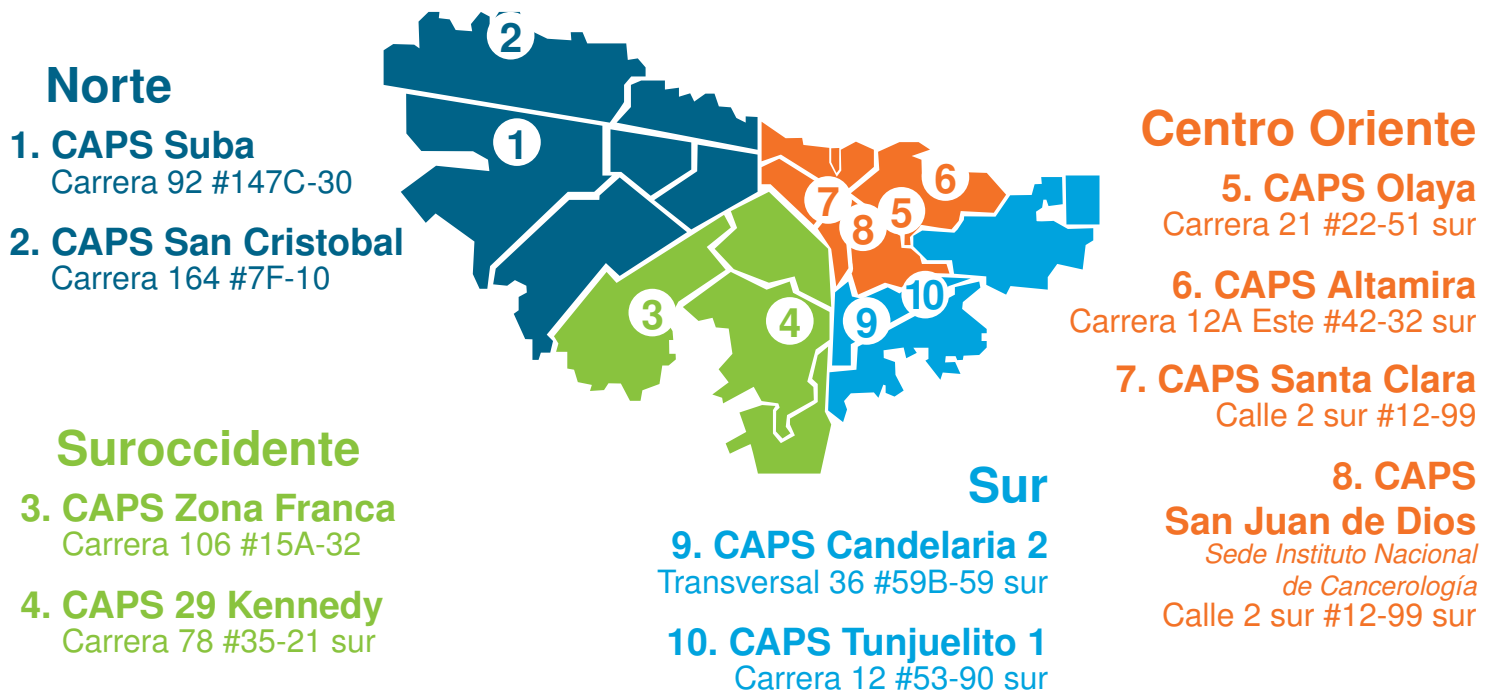 Norte
1. CAPS Suba
Carrera 92 #147C-30
2. CAPS San Cristobal
Carrera 164 #7F-10
Suroccidente
3. CAPS Zona Franca
Carrera 106 #15A-32
4. CAPS 29 Kennedy
Carrera 78 #35-21 sur
2
1
6
7
5
8
10
3
4
9
Sur
9. CAPS Candelaria 2
Transversal 36 #59B-59 sur
10. CAPS Tunjuelito 1
Carrera 12 #53-90 sur
Centro Oriente
5. CAPS Olaya
Carrera 21 #22-51 sur
6. CAPS Altamira
Carrera 12A Este #42-32 sur
7. CAPS Santa Clara
Calle 2 sur #12-99
8. CAPS
San Juan de Dios
Sede Instituto Nacional
de Cancerología
Calle 2 sur #12-99 sur